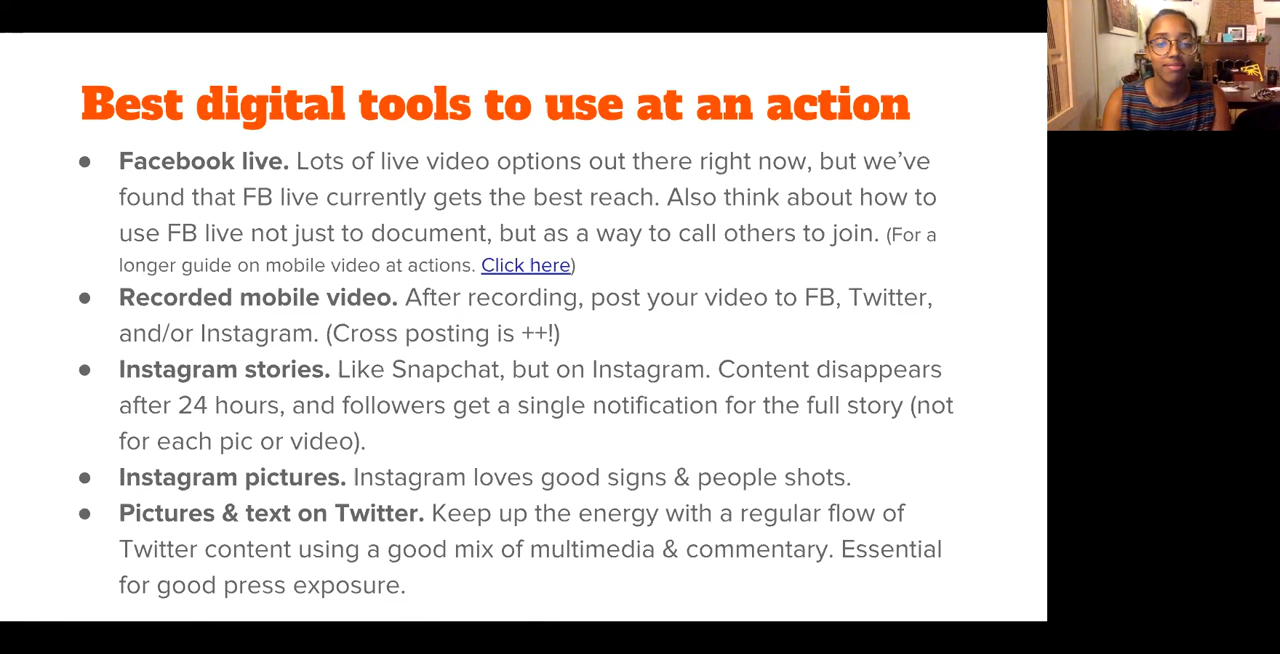 Best digital tools to use at an action
● Facebook live. Lots of live video options out there right now, but we’ve
found that FB live currently gets the best reach. Also think about how to
use FB live not just to document, but as a way to call others to join. (For a
longer guide on mobile video at actions. Click here)
● Recorded mobile video. After recording, post your video to FB, Twitter,
and/or Instagram. (Cross posting is ++!)
● Instagram stories. Like Snapchat, but on Instagram. Content disappears
after 24 hours, and followers get a single notification for the full story (not
for each pic or video).
● Instagram pictures. Instagram loves good signs & people shots.
● Pictures & text on Twitter. Keep up the energy with a regular flow of
Twitter content using a good mix of multimedia & commentary. Essential
for good press exposure.